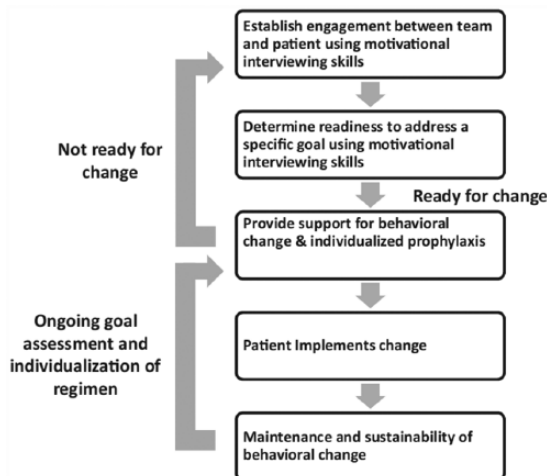 Establish engagement between team
and patient using motivational
interviewing skills
Determine readiness to address a
specific goal using motivational
interviewing skills
Not ready for
change
Ready for change
Provide support for behavioral
change & individualized prophylaxis
Ongoing goal
assessment and
individualization of
regimen
Patient Implements change
Maintenance and sustainability of
behavioral change